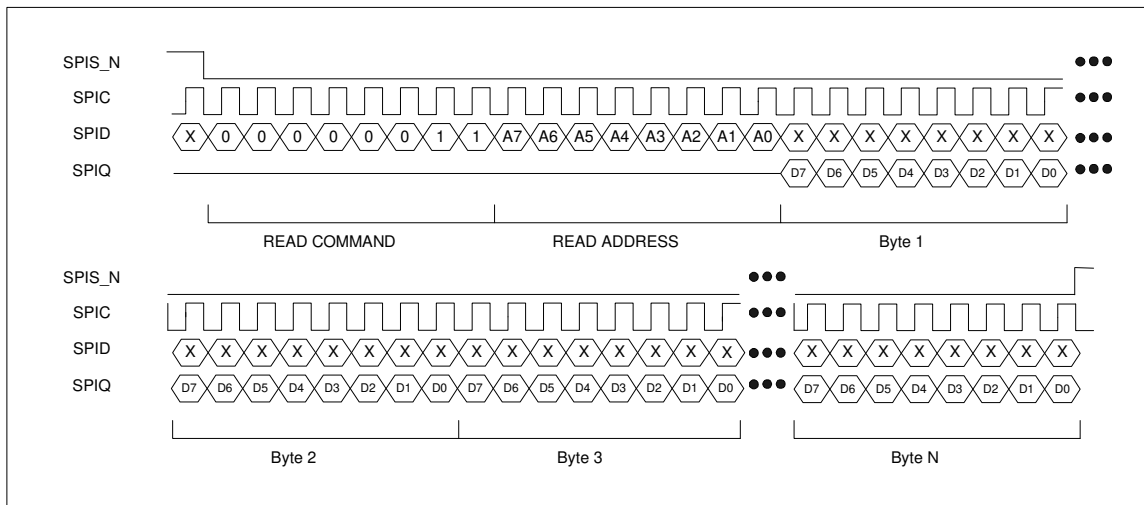 SPIS_N ●●●
SPIC ●●●
SPID X 0 0 0 0 0 0 1 1 A7 A6 A5 A4 A3 A2 A1 A0 X X X X X X X X ●●●
SPIQ D7 D6 D5 D4 D3 D2 D1 D0 ●●●
READ COMMAND READ ADDRESS Byte 1
SPIS_N ●●●
SPIC ●●●
SPID X X X X X X X X X X X X X X X X ●●● X X X X X X X X
SPIQ D7 D6 D5 D4 D3 D2 D1 D0 D7 D6 D5 D4 D3 D2 D1 D0 ●●● D7 D6 D5 D4 D3 D2 D1 D0
Byte 2 Byte 3 Byte N